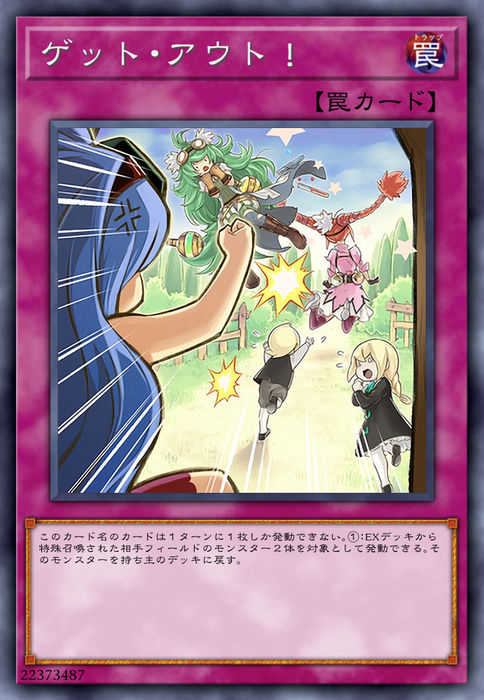 ゲット・アウト！
トラップ
罠
【罠カード】
このカード名のカードは１ターンに１枚しか発動できない。①：EXデッキから
特殊召喚された相手フィールドのモンスター２体を対象として発動できる。そ
のモンスターを持ち主のデッキに戻す。
22373487